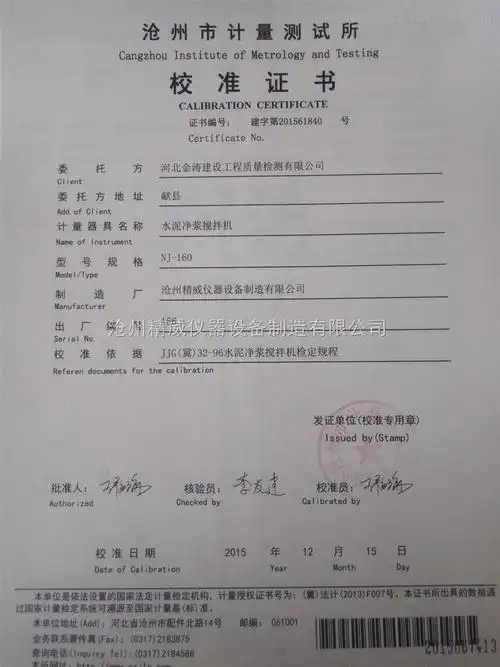 沧州市计量测试所
Cangzhou Institute of Metrology and Testing
校准证书
CALIBRATION CERTIFICATE
证书编号： 建字第201561840 号
Certificate No.
委托方 河北金涛建设工程质量检测有限公司
Client
委托方地址 献县
Add.of Client
计量器具名称 水泥净浆搅拌机
Name of Instrument
型号规格 NJ-160
Model/Type
制造厂 沧州精威仪器设备制造有限公司
Manufacturer
出厂编号
沧州精威仪器设备制造有限公司
Serial No.
校准依据 JJG(冀)32-96水泥净浆搅拌机检定规程
Referen documents for the calibration
发证单位(校准专用章)
Issued by(Stamp)
批准人： 核验员： 李友建 校准员：
Authorized Checked by Calibrated by
校准日期 2015 年 12 月 15 日
Date of Calibration Year Month Day
本单位是依法设置的国家法定计量检定机构，计量授权证书号为：(冀)法计(2013)F007号，本证书所出具的数据通
过国家计量检定系统可溯源至国家计量基(标)准。
本单位地址(Add)：河北省沧州市配件北路14号 邮编：061001
业务联系源传真(Fax)：(0317)2183876
查询电话(Inquiry Tel)：(0317)2184588